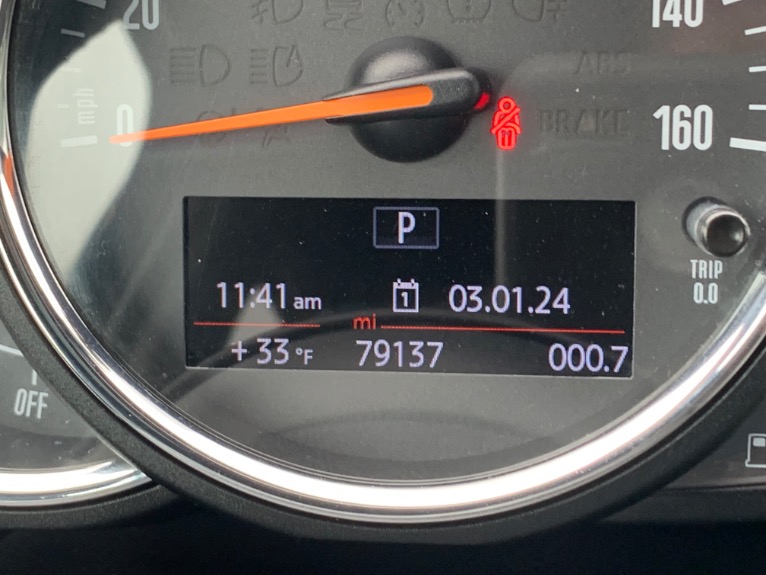 20
140
ABS
mph
0
BRAKE
160
P
TRIP
0.0
11:41 am
1
03.01.24
mi
+33 °F
79137
000.7
OFF